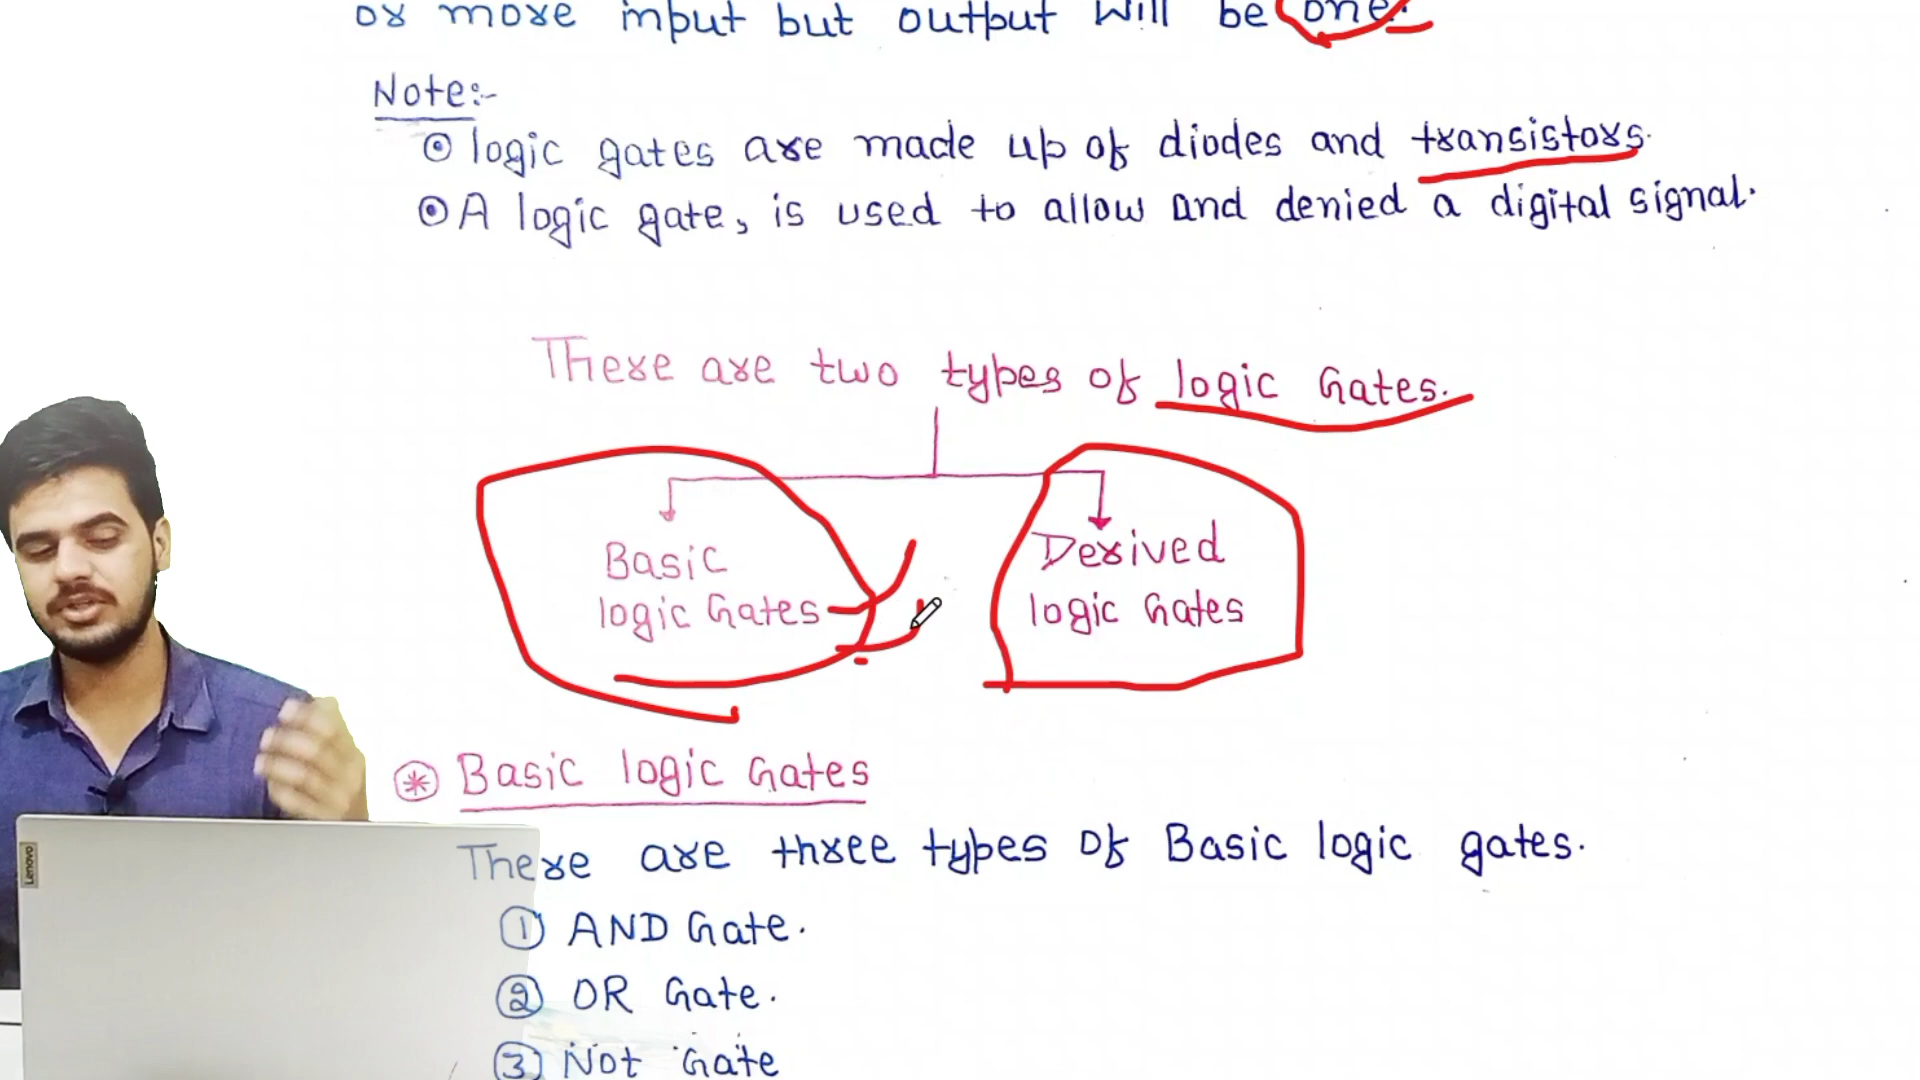 or more input but output will be one.
Note:-
logic gates are made up of diodes and transistors.
A logic gate, is used to allow and denied a digital signal.
There are two types of logic Gates.
Basic
logic Gates
Derived
logic Gates
Basic logic Gates
There are three types of Basic logic gates.
① AND Gate.
② OR Gate.
③ Not Gate
Lenovo